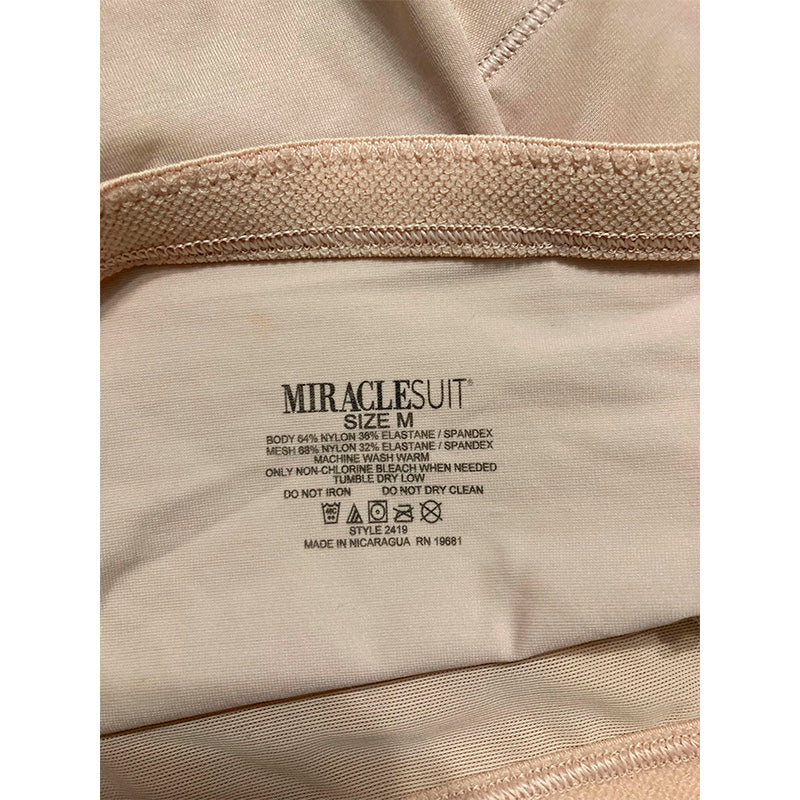 MIRACLESUIT®
SIZE M
BODY 64% NYLON 36% ELASTANE / SPANDEX
MESH 68% NYLON 32% ELASTANE / SPANDEX
MACHINE WASH WARM
ONLY NON-CHLORINE BLEACH WHEN NEEDED
TUMBLE DRY LOW
DO NOT IRON DO NOT DRY CLEAN
40C
STYLE 2419
MADE IN NICARAGUA RN 19681